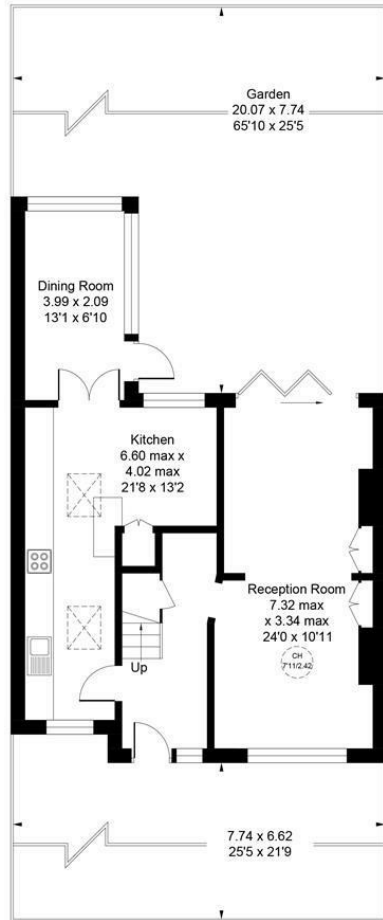 Garden
20.07 x 7.74
65'10 x 25'5
Dining Room
3.99 x 2.09
13'1 x 6'10
Kitchen
6.60 max x
4.02 max
21'8 x 13'2
Reception Room
7.32 max
x 3.34 max
24'0 x 10'11
CH
7'11/2.42
Up
7.74 x 6.62
25'5 x 21'9